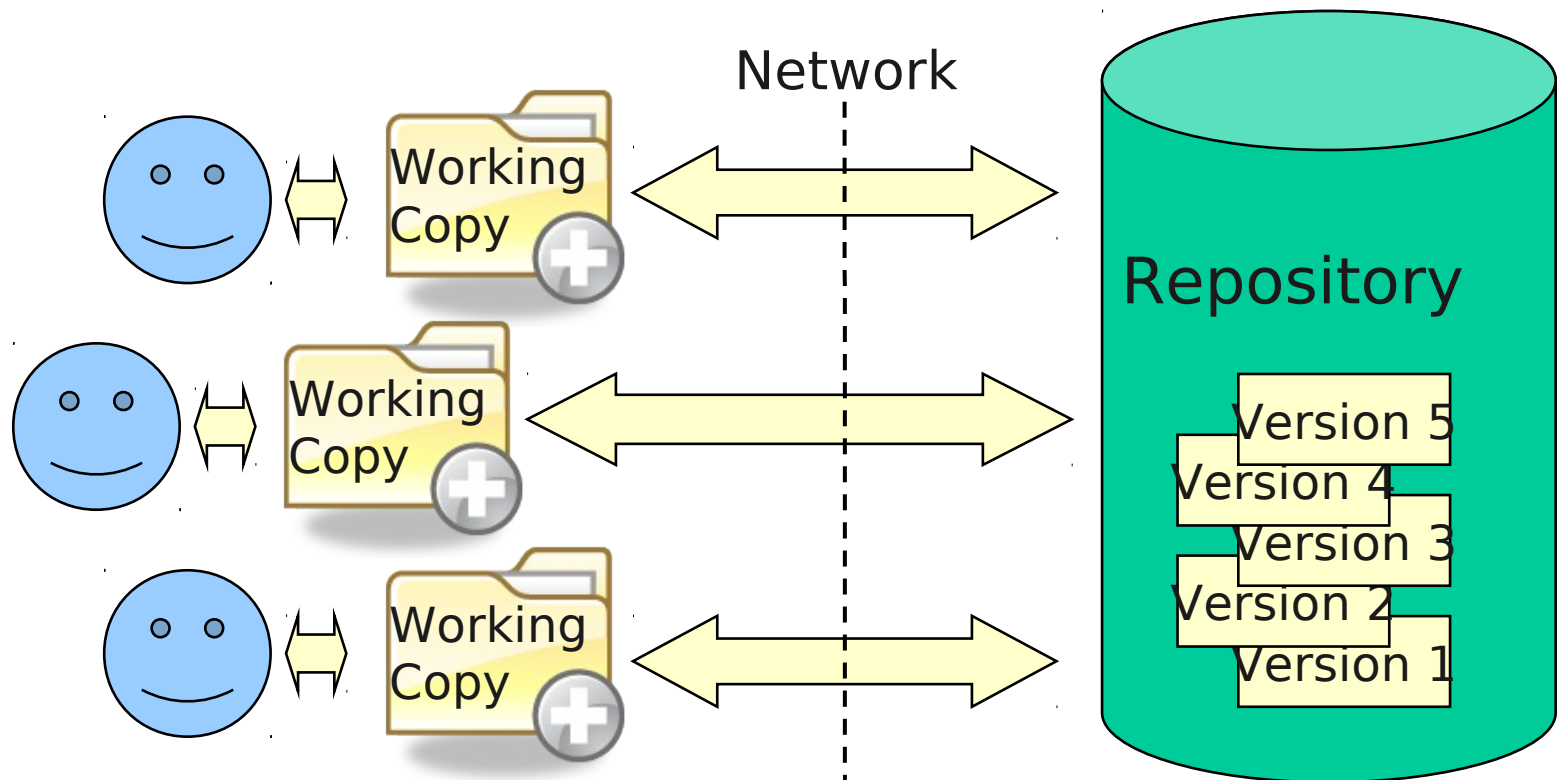 Network
Working
Copy
Repository
Working
Copy
Version 5
Version 4
Version 3
Version 2
Working
Copy
Version 1